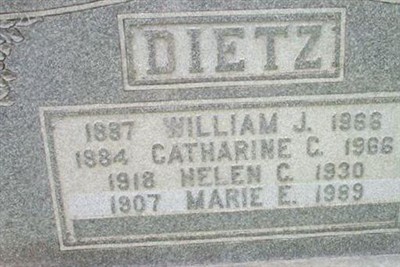 DIETZ
1887 WILLIAM J. 1966
1884 CATHARINE C. 1966
1918 HELEN C. 1930
1907 MARIE E. 1989